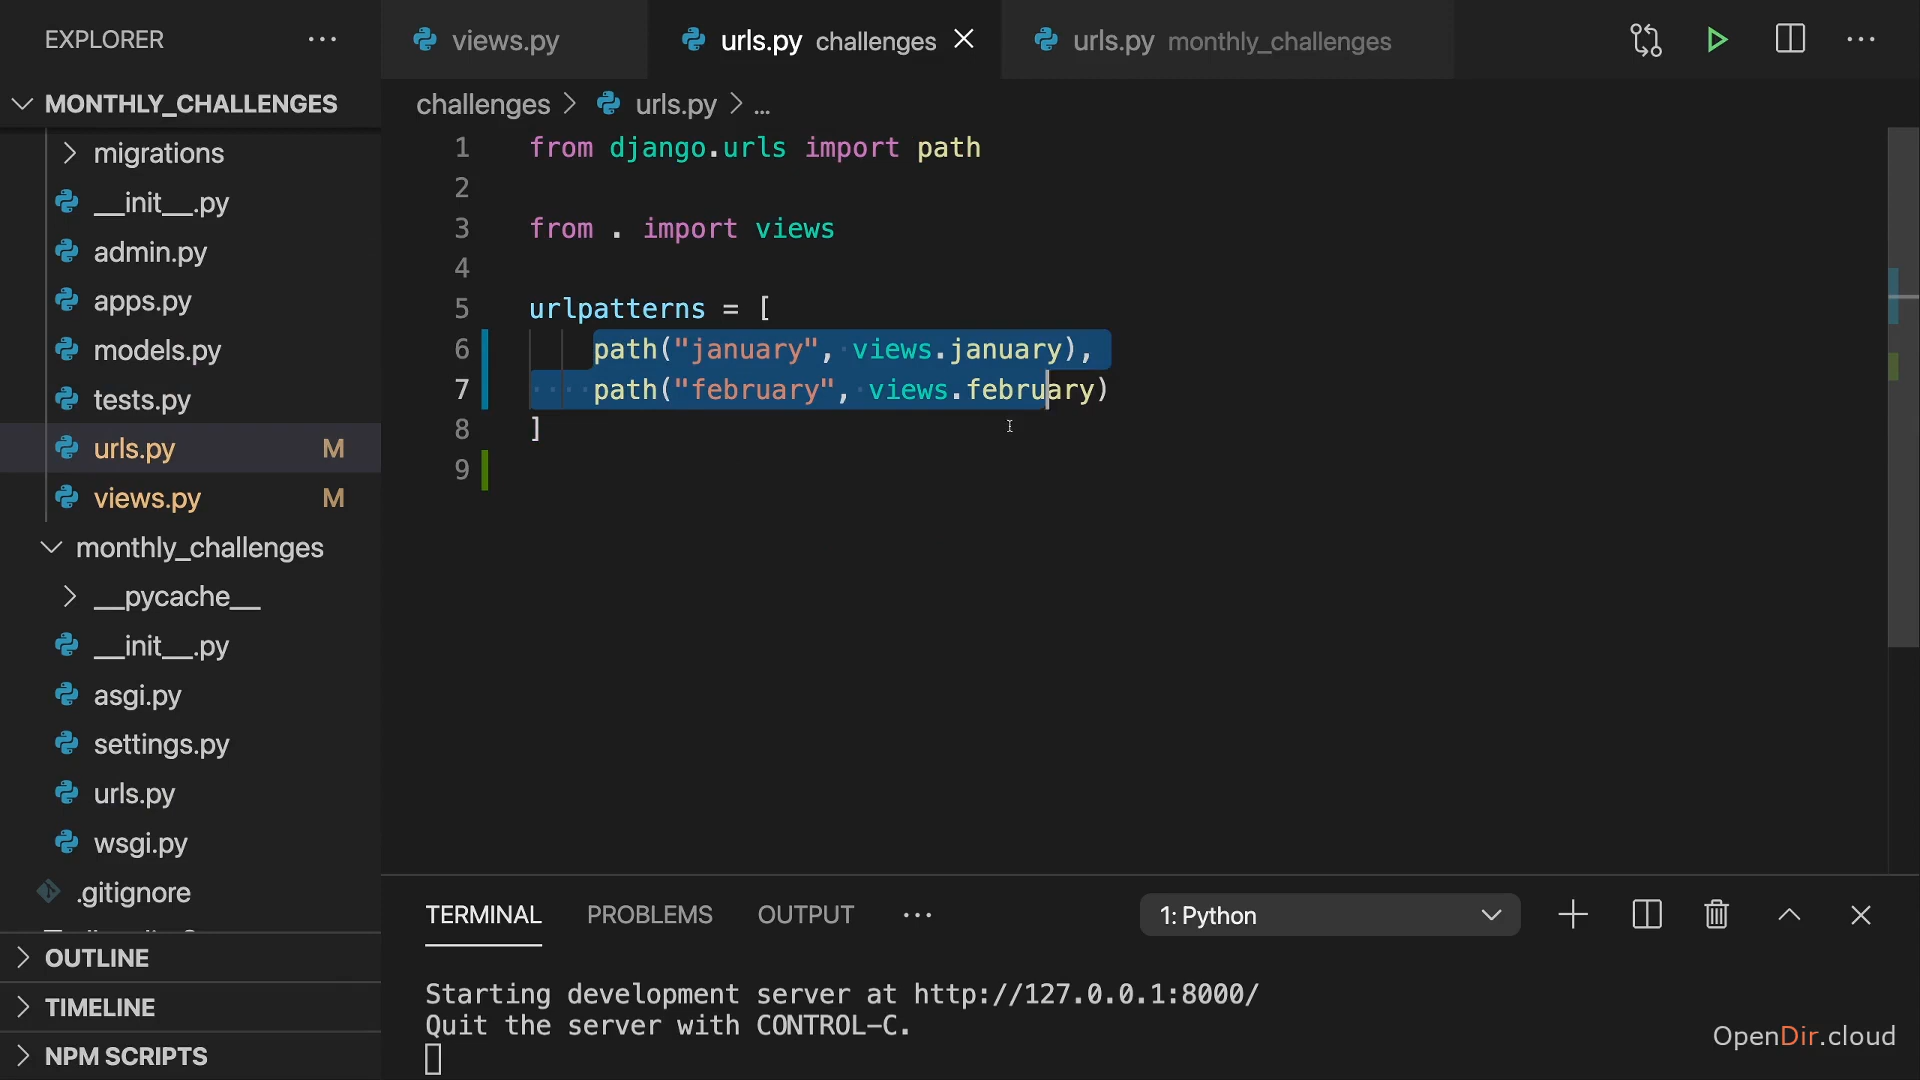 EXPLORER
views.py
urls.py challenges
urls.py monthly_challenges
MONTHLY_CHALLENGES
challenges > urls.py > ...
migrations
__init__.py
admin.py
apps.py
models.py
tests.py
urls.py M
views.py M
monthly_challenges
__pycache__
__init__.py
asgi.py
settings.py
urls.py
wsgi.py
.gitignore
OUTLINE
TIMELINE
NPM SCRIPTS
1 from django.urls import path
2
3 from . import views
4
5 urlpatterns = [
6     path("january", views.january),
7     path("february", views.february)
8 ]
9
TERMINAL PROBLEMS OUTPUT
1: Python
Starting development server at http://127.0.0.1:8000/
Quit the server with CONTROL-C.
OpenDir.cloud